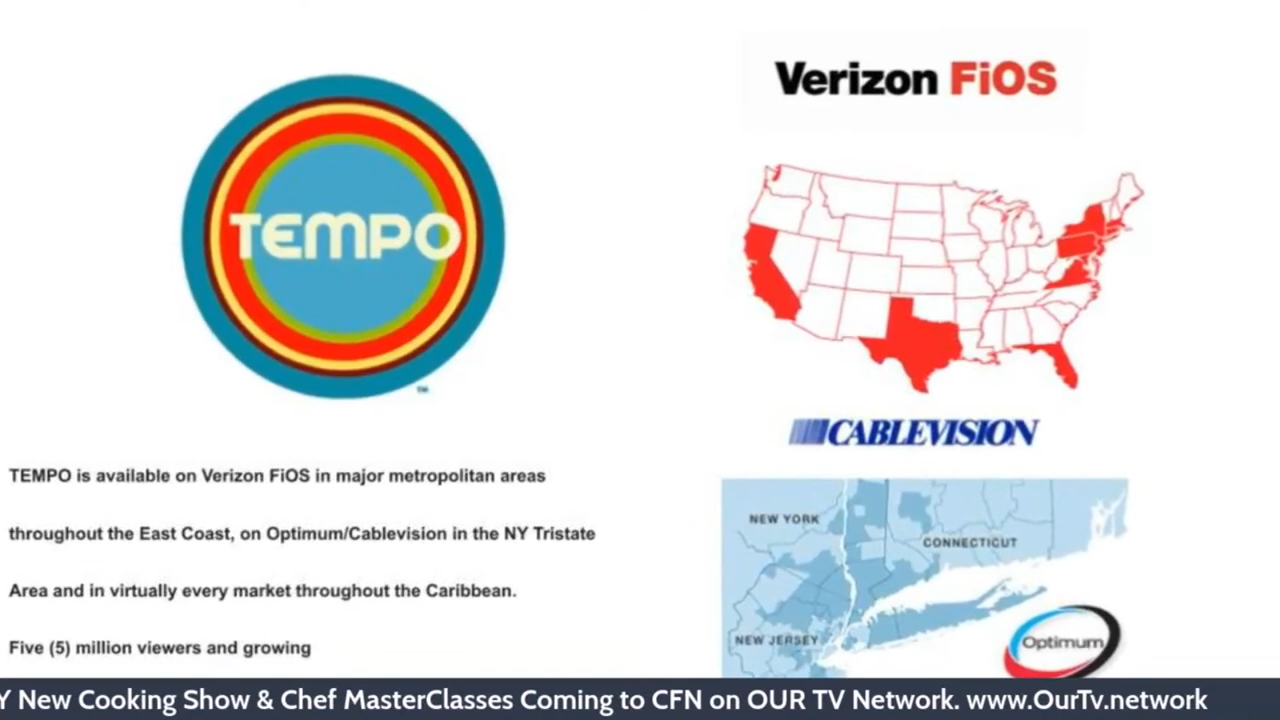 Verizon FiOS
TEMPO
TM
CABLEVISION
TEMPO is available on Verizon FiOS in major metropolitan areas
throughout the East Coast, on Optimum/Cablevision in the NY Tristate
Area and in virtually every market throughout the Caribbean.
Five (5) million viewers and growing
NEW YORK
CONNECTICUT
NEW JERSEY
Optimum
Y New Cooking Show & Chef MasterClasses Coming to CFN on OUR TV Network. www.OurTv.network